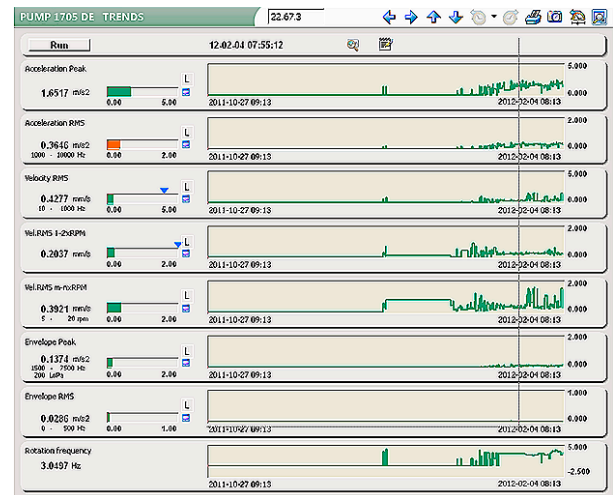 PUMP 1705 DE TRENDS 22.67.3
Run 12-02-04 07:55:12
Acceleration Peak
L
1.6517 m/s2
0.00 5.00
5.000
0.000
2011-10-27 09:13 2012-02-04 08:13
Acceleration RMS
L
0.3646 m/s2
1000 - 10000 Hz 0.00 2.00
2.000
0.000
2011-10-27 09:13 2012-02-04 08:13
Velocity RMS
L
0.4277 mm/s
10 - 1000 Hz 0.00 5.00
5.000
0.000
2011-10-27 09:13 2012-02-04 08:13
Vel.RMS 1-2xRPM
L
0.2037 mm/s
0.00 2.00
2.000
0.000
2011-10-27 09:13 2012-02-04 08:13
Vel.RMS m-nxRPM
L
0.3921 mm/s
5 - 20 rpm 0.00 2.00
2.000
0.000
2011-10-27 09:13 2012-02-04 08:13
Envelope Peak
L
0.1374 m/s2
1500 - 7500 Hz
200 LoPa 0.00 2.00
2.000
0.000
2011-10-27 09:13 2012-02-04 08:13
Envelope RMS
L
0.0286 m/s2
0 - 500 Hz 0.00 1.00
1.000
0.000
2011-10-27 09:13 2012-02-04 08:13
Rotation frequency
3.0497 Hz
5.000
-2.500
2011-10-27 09:13 2012-02-04 08:13